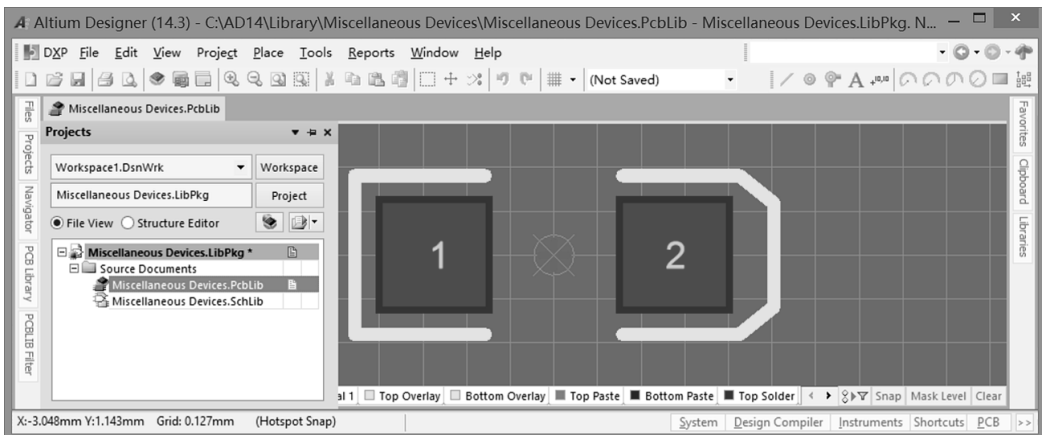 Altium Designer (14.3) - C:\AD14\Library\Miscellaneous Devices\Miscellaneous Devices.PcbLib - Miscellaneous Devices.LibPkg. N...
DXP File Edit View Project Place Tools Reports Window Help
(Not Saved)
Miscellaneous Devices.PcbLib
Files
Projects
Navigator
PCB Library
PCBLIB Filter
Projects
Workspace1.DsnWrk Workspace
Miscellaneous Devices.LibPkg Project
File View Structure Editor
Miscellaneous Devices.LibPkg *
Source Documents
Miscellaneous Devices.PcbLib
Miscellaneous Devices.SchLib
1 2
Favorites
Clipboard
Libraries
al 1 Top Overlay Bottom Overlay Top Paste Bottom Paste Top Solder Snap Mask Level Clear
X:-3.048mm Y:1.143mm Grid: 0.127mm (Hotspot Snap) System Design Compiler Instruments Shortcuts PCB >>